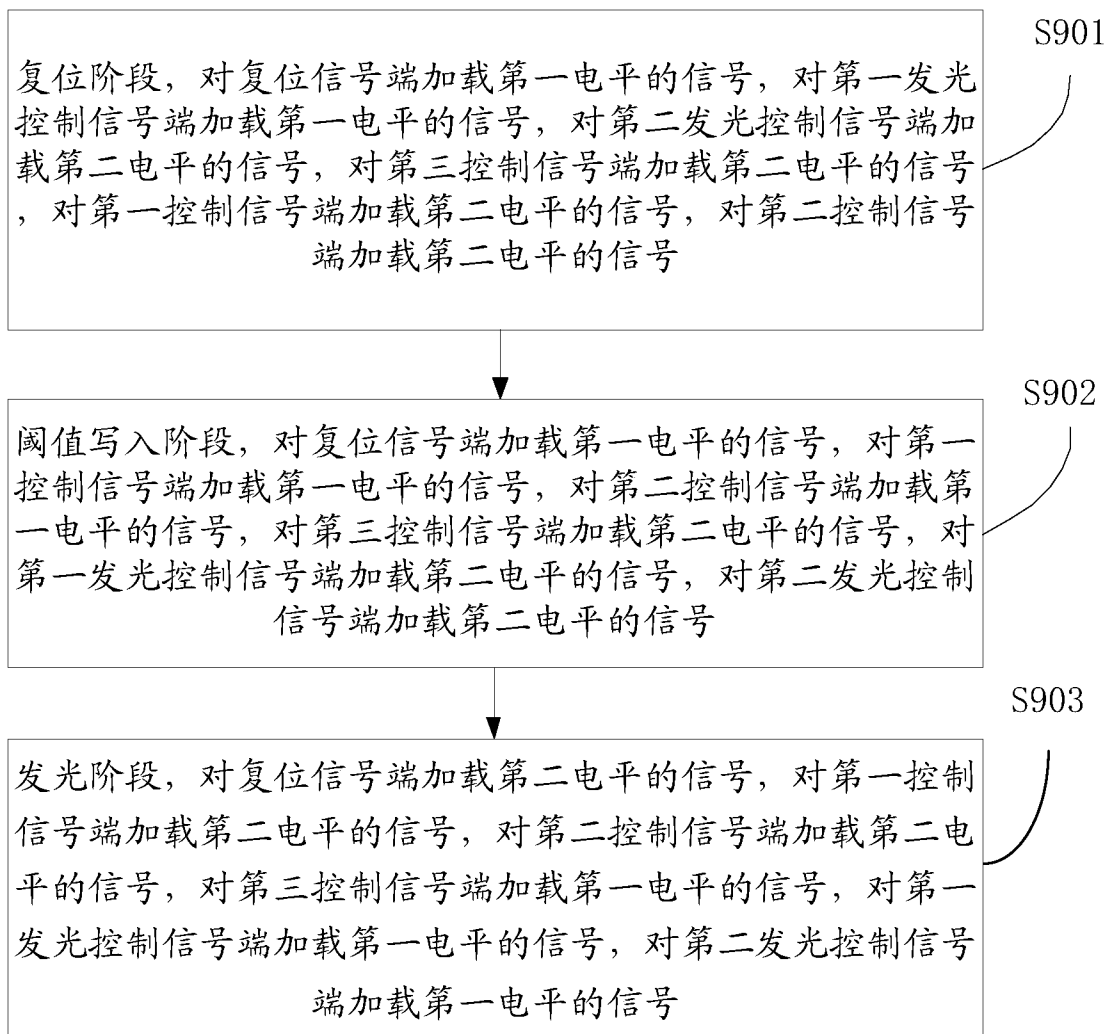 S901
复位阶段，对复位信号端加载第一电平的信号，对第一发光
控制信号端加载第一电平的信号，对第二发光控制信号端加
载第二电平的信号，对第三控制信号端加载第二电平的信号
，对第一控制信号端加载第二电平的信号，对第二控制信号
端加载第二电平的信号
S902
阈值写入阶段，对复位信号端加载第一电平的信号，对第一
控制信号端加载第一电平的信号，对第二控制信号端加载第
一电平的信号，对第三控制信号端加载第二电平的信号，对
第一发光控制信号端加载第二电平的信号，对第二发光控制
信号端加载第二电平的信号
S903
发光阶段，对复位信号端加载第二电平的信号，对第一控制
信号端加载第二电平的信号，对第二控制信号端加载第二电
平的信号，对第三控制信号端加载第一电平的信号，对第一
发光控制信号端加载第一电平的信号，对第二发光控制信号
端加载第一电平的信号